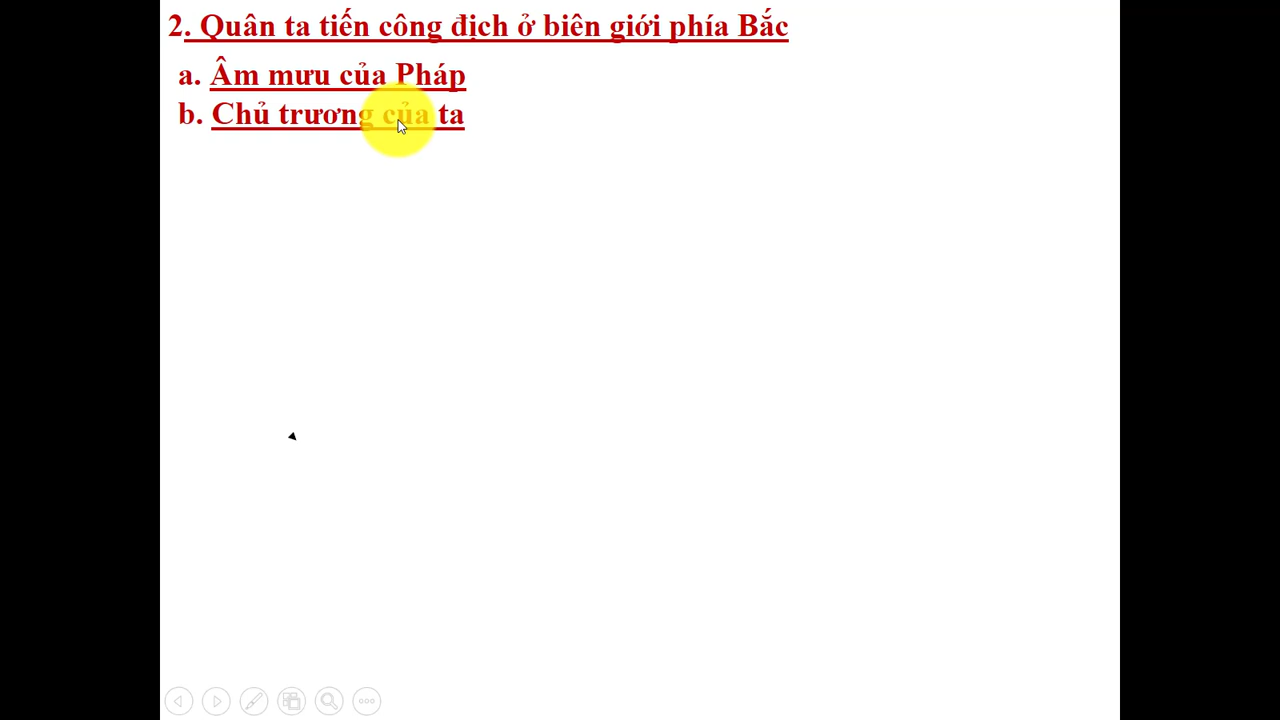 2. Quân ta tiến công địch ở biên giới phía Bắc
a. Âm mưu của Pháp
b. Chủ trương của ta